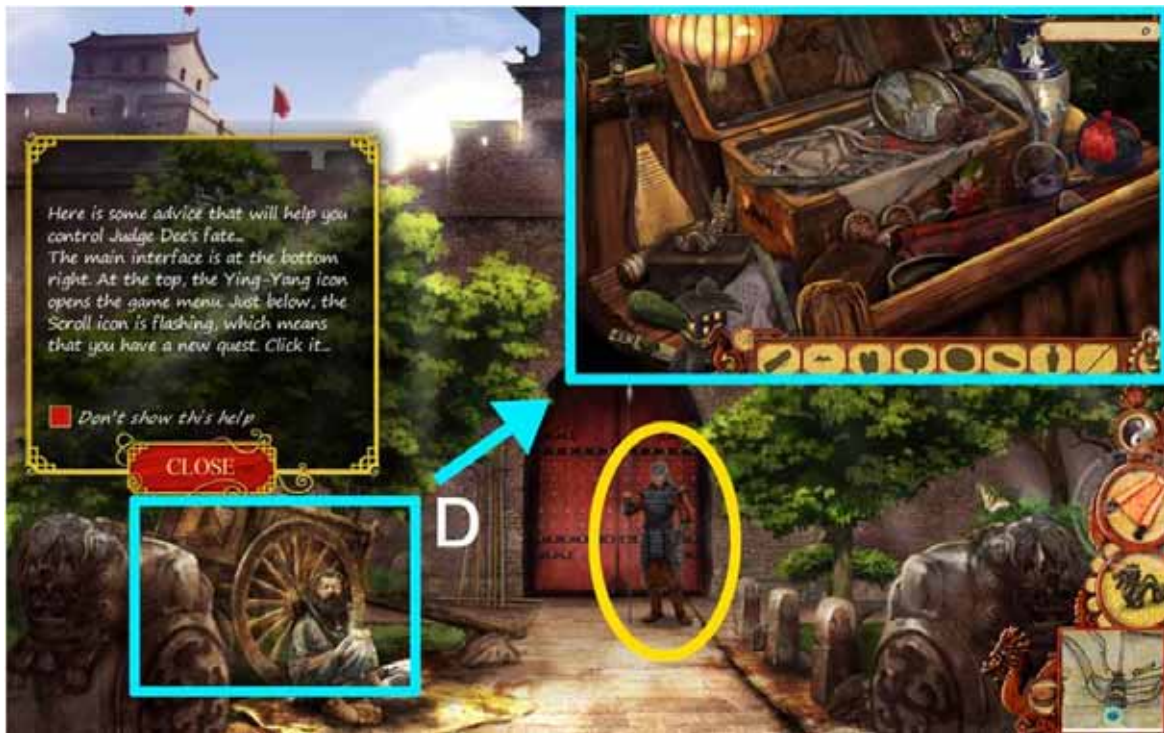 Here is some advice that will help you
control Judge Dee's fate...
The main interface is at the bottom
right. At the top, the Ying-Yang icon
opens the game menu. Just below, the
Scroll icon is flashing, which means
that you have a new quest. Click it...
Don't show this help
CLOSE
D
0